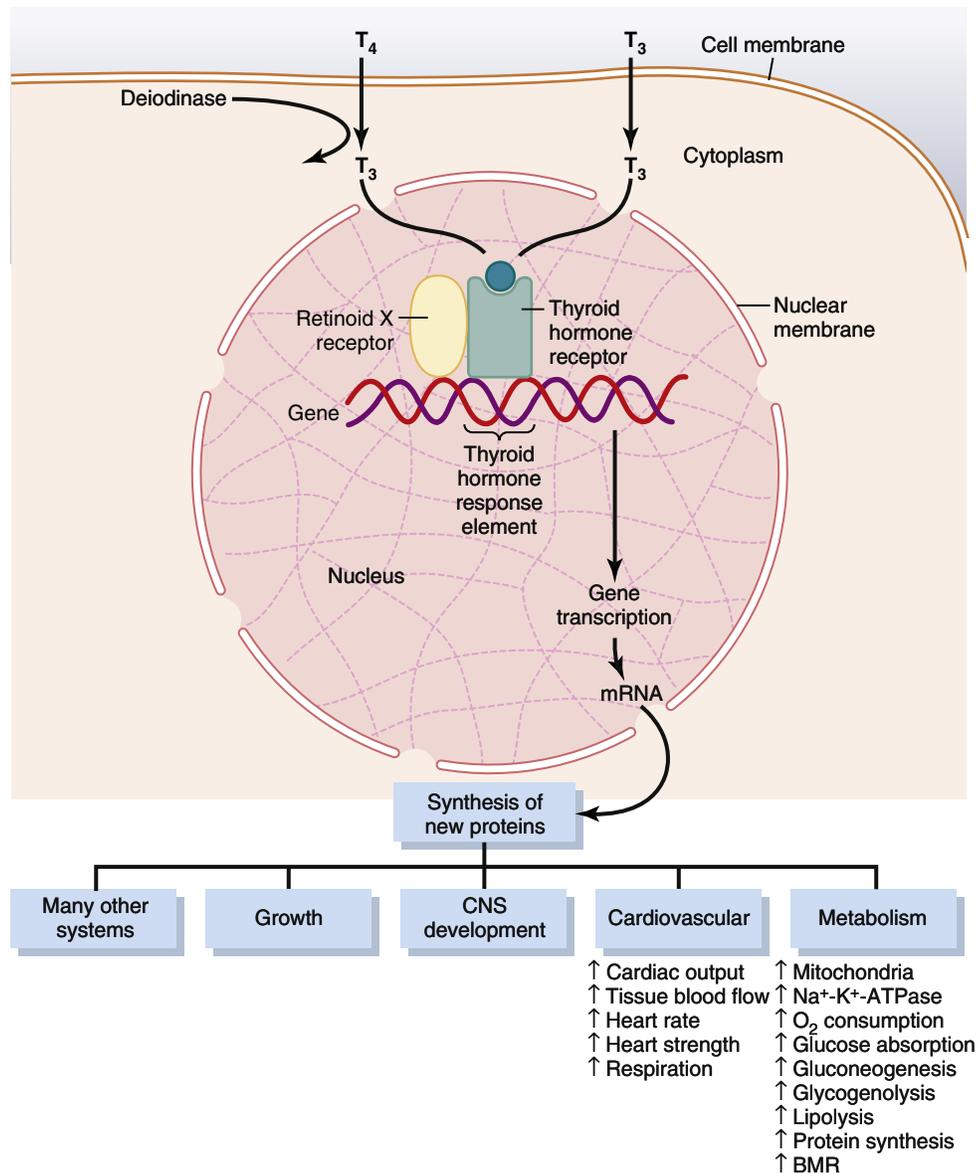 T4
T3
Cell membrane
Deiodinase
T3
T3
Cytoplasm
Retinoid X
receptor
Thyroid
hormone
receptor
Nuclear
membrane
Gene
Thyroid
hormone
response
element
Nucleus
Gene
transcription
mRNA
Synthesis of
new proteins
Many other
systems
Growth
CNS
development
Cardiovascular
Metabolism
↑ Cardiac output
↑ Tissue blood flow
↑ Heart rate
↑ Heart strength
↑ Respiration
↑ Mitochondria
↑ Na⁺-K⁺-ATPase
↑ O₂ consumption
↑ Glucose absorption
↑ Gluconeogenesis
↑ Glycogenolysis
↑ Lipolysis
↑ Protein synthesis
↑ BMR